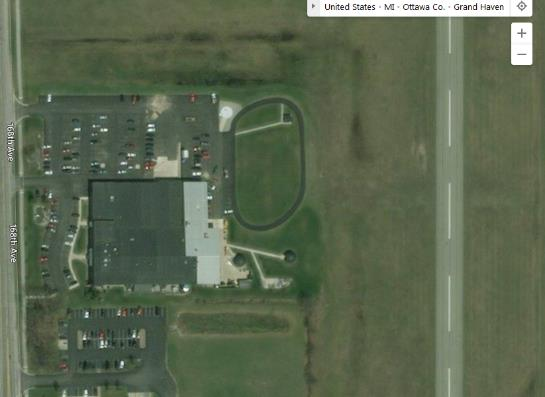 United States • MI • Ottawa Co. • Grand Haven
168th Ave
168th Ave